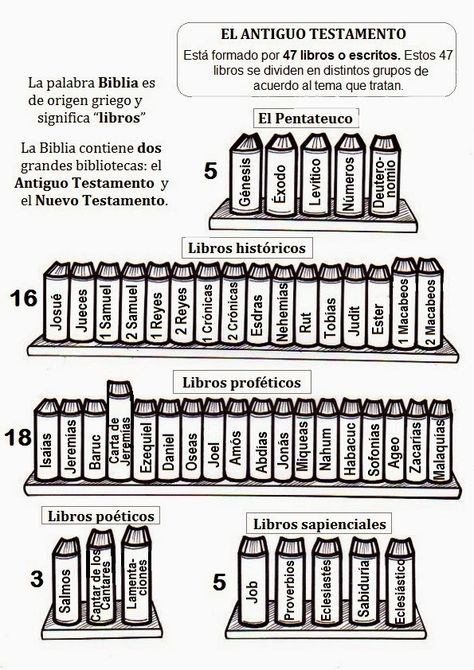 EL ANTIGUO TESTAMENTO
Está formado por 47 libros o escritos. Estos 47
libros se dividen en distintos grupos de
acuerdo al tema que tratan.
La palabra Biblia es
de origen griego y
significa “libros”
La Biblia contiene dos
grandes bibliotecas: el
Antiguo Testamento y
el Nuevo Testamento.
El Pentateuco
5
Génesis
Éxodo
Levítico
Números
Deutero-
nomio
Libros históricos
16
Josué
Jueces
1 Samuel
2 Samuel
1 Reyes
2 Reyes
1 Crónicas
2 Crónicas
Esdras
Nehemías
Rut
Tobias
Judit
Ester
1 Macabeos
2 Macabeos
Libros proféticos
18
Isaías
Jeremías
Baruc
Carta de
Jeremías
Ezequiel
Daniel
Oseas
Joel
Amós
Abdias
Jonás
Miqueas
Nahum
Habacuc
Sofonias
Ageo
Zacarías
Malaquías
Libros poéticos
3
Salmos
Cantar de los
Cantares
Lamenta-
ciones
Libros sapienciales
5
Job
Proverbios
Eclesiastés
Sabiduría
Eclesiástico